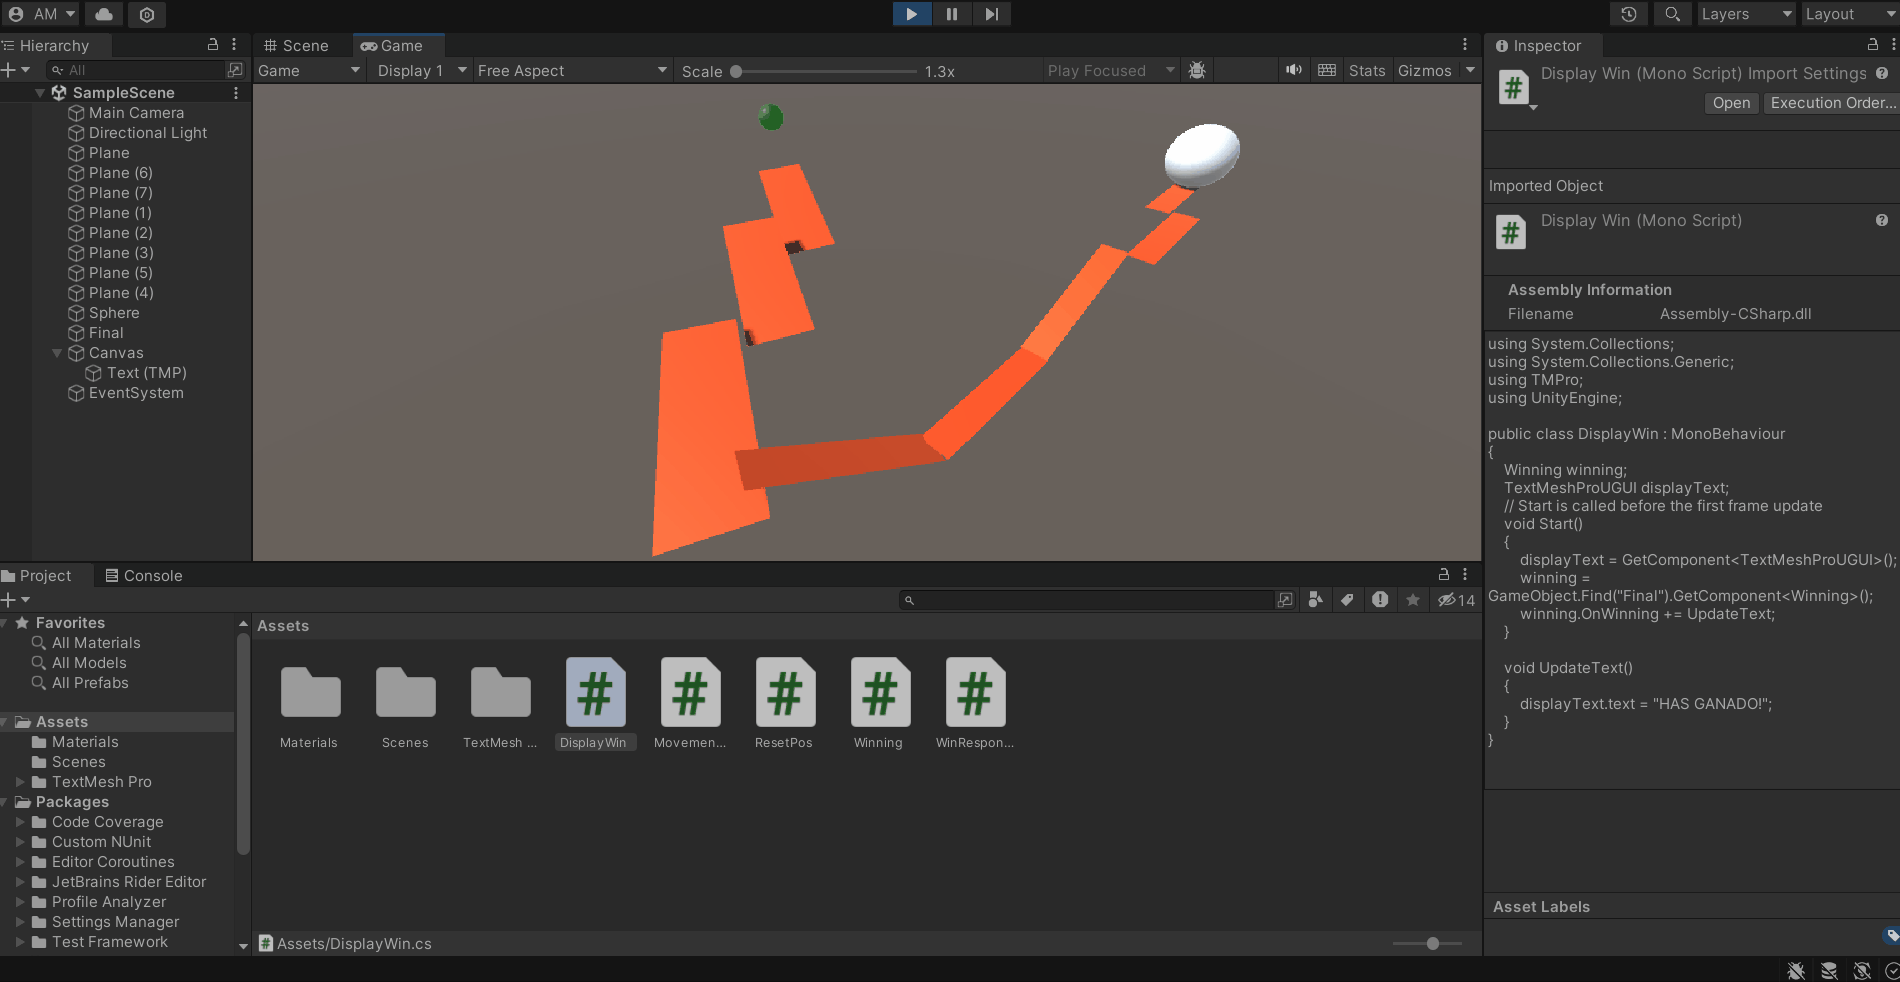 AM
Layers
Layout
Hierarchy
All
SampleScene
Main Camera
Directional Light
Plane
Plane (6)
Plane (7)
Plane (1)
Plane (2)
Plane (3)
Plane (5)
Plane (4)
Sphere
Final
Canvas
Text (TMP)
EventSystem
Scene
Game
Game
Display 1
Free Aspect
Scale
1.3x
Play Focused
Stats
Gizmos
Project
Console
14
Favorites
All Materials
All Models
All Prefabs
Assets
Materials
Scenes
TextMesh Pro
Packages
Code Coverage
Custom NUnit
Editor Coroutines
JetBrains Rider Editor
Profile Analyzer
Settings Manager
Test Framework
Assets
Materials
Scenes
TextMesh ...
DisplayWin
Movemen...
ResetPos
Winning
WinRespon...
Assets/DisplayWin.cs
Inspector
Display Win (Mono Script) Import Settings
Open
Execution Order...
Imported Object
Display Win (Mono Script)
Assembly Information
Filename
Assembly-CSharp.dll
using System.Collections;
using System.Collections.Generic;
using TMPro;
using UnityEngine;
public class DisplayWin : MonoBehaviour
{
Winning winning;
TextMeshProUGUI displayText;
// Start is called before the first frame update
void Start()
{
displayText = GetComponent<TextMeshProUGUI>();
winning =
GameObject.Find("Final").GetComponent<Winning>();
winning.OnWinning += UpdateText;
}
void UpdateText()
{
displayText.text = "HAS GANADO!";
}
}
Asset Labels